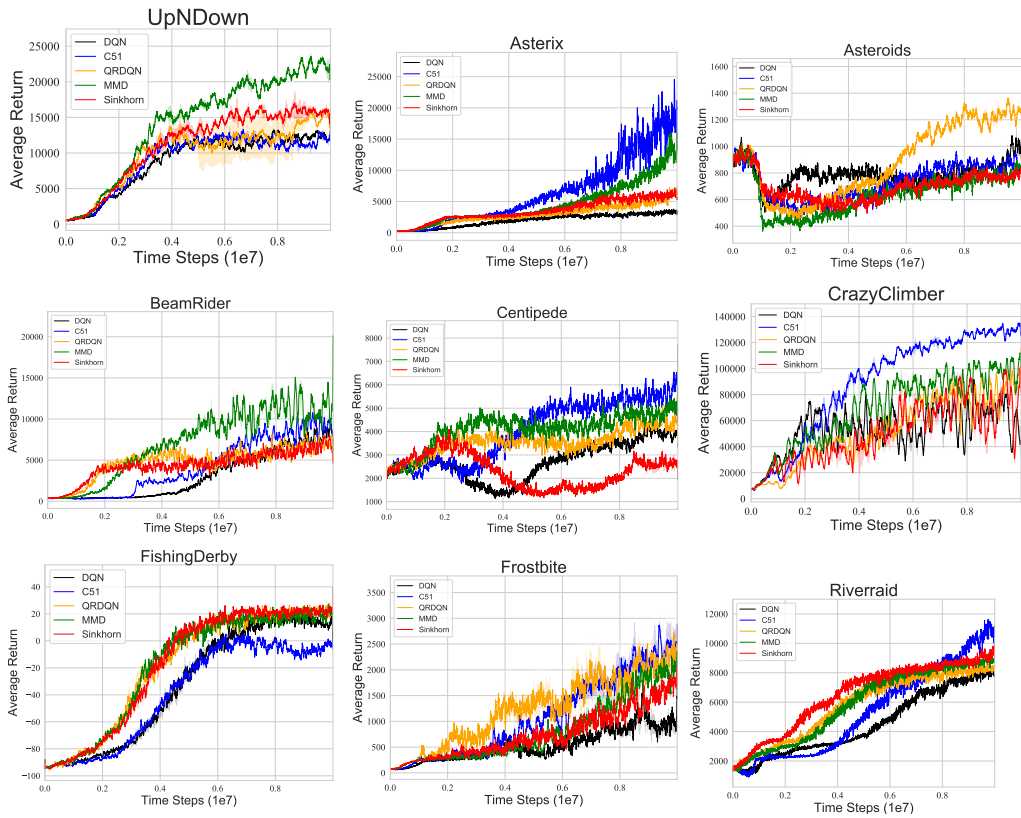 UpNDown
25000
20000
15000
10000
5000
0
Average Return
DQN
C51
QRDQN
MMD
Sinkhorn
0.0 0.2 0.4 0.6 0.8
Time Steps (1e7)
Asterix
25000
20000
15000
10000
5000
0
Average Return
DQN
C51
QRDQN
MMD
Sinkhorn
0.0 0.2 0.4 0.6 0.8
Time Steps (1e7)
Asteroids
1600
1400
1200
1000
800
600
400
Average Return
DQN
C51
QRDQN
MMD
Sinkhorn
0.0 0.2 0.4 0.6 0.8
Time Steps (1e7)
BeamRider
20000
15000
10000
5000
0
Average Return
DQN
C51
QRDQN
MMD
Sinkhorn
0.0 0.2 0.4 0.6 0.8
Time Steps (1e7)
Centipede
8000
7000
6000
5000
4000
3000
2000
1000
Average Return
DQN
C51
QRDQN
MMD
Sinkhorn
0.0 0.2 0.4 0.6 0.8
Time Steps (1e7)
CrazyClimber
140000
120000
100000
80000
60000
40000
20000
0
Average Return
DQN
C51
QRDQN
MMD
Sinkhorn
0.0 0.2 0.4 0.6 0.8
Time Steps (1e7)
FishingDerby
40
20
0
−20
−40
−60
−80
−100
Average Return
DQN
C51
QRDQN
MMD
Sinkhorn
0.0 0.2 0.4 0.6 0.8
Time Steps (1e7)
Frostbite
3500
3000
2500
2000
1500
1000
500
0
Average Return
DQN
C51
QRDQN
MMD
Sinkhorn
0.0 0.2 0.4 0.6 0.8
Time Steps (1e7)
Riverraid
12000
10000
8000
6000
4000
2000
Average Return
DQN
C51
QRDQN
MMD
Sinkhorn
0.0 0.2 0.4 0.6 0.8
Time Steps (1e7)